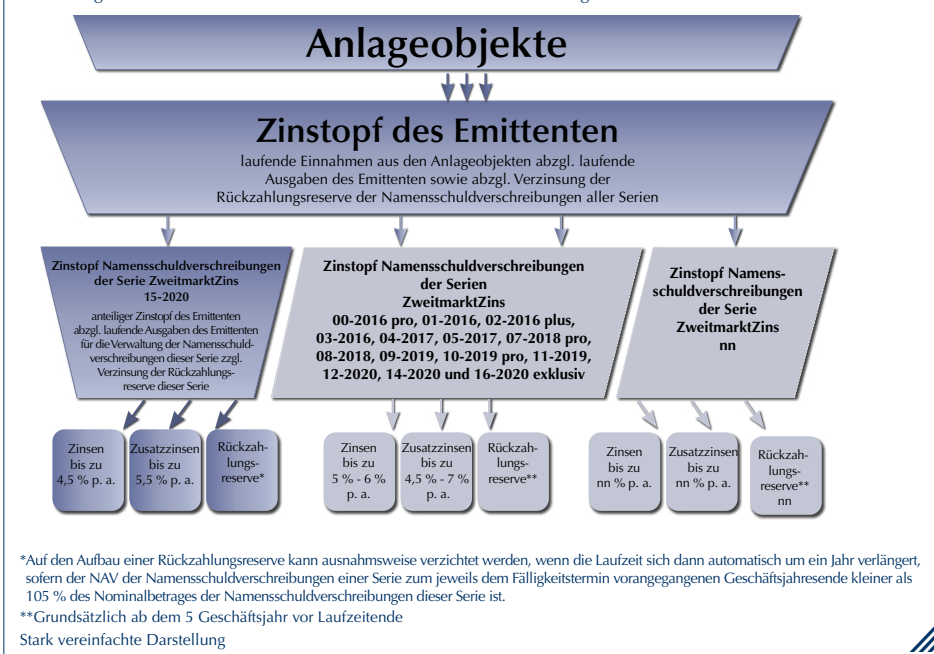 Anlageobjekte
Zinstopf des Emittenten
laufende Einnahmen aus den Anlageobjekten abzgl. laufende
Ausgaben des Emittenten sowie abzgl. Verzinsung der
Rückzahlungsreserve der Namensschuldverschreibungen aller Serien
Zinstopf Namensschuldverschreibungen
der Serie ZweitmarktZins
15-2020
anteiliger Zinstopf des Emittenten
abzgl. laufende Ausgaben des Emittenten
für die Verwaltung der Namensschuld-
verschreibungen dieser Serie zzgl.
Verzinsung der Rückzahlungs-
reserve dieser Serie
Zinstopf Namensschuldverschreibungen
der Serien
ZweitmarktZins
00-2016 pro, 01-2016, 02-2016 plus,
03-2016, 04-2017, 05-2017, 07-2018 pro,
08-2018, 09-2019, 10-2019 pro, 11-2019,
12-2020, 14-2020 und 16-2020 exklusiv
Zinstopf Namens-
schuldverschreibungen
der Serie
ZweitmarktZins
nn
Zinsen
bis zu
4,5 % p. a.
Zusatzzinsen
bis zu
5,5 % p. a.
Rückzah-
lungs-
reserve*
Zinsen
bis zu
5 % - 6 %
p. a.
Zusatzzinsen
bis zu
4,5 % - 7 %
p. a.
Rückzah-
lungs-
reserve**
Zinsen
bis zu
nn % p. a.
Zusatzzinsen
bis zu
nn % p. a.
Rückzah-
lungs-
reserve**
nn
*Auf den Aufbau einer Rückzahlungsreserve kann ausnahmsweise verzichtet werden, wenn die Laufzeit sich dann automatisch um ein Jahr verlängert,
sofern der NAV der Namensschuldverschreibungen einer Serie zum jeweils dem Fälligkeitstermin vorangegangenen Geschäftsjahresende kleiner als
105 % des Nominalbetrages der Namensschuldverschreibungen dieser Serie ist.
**Grundsätzlich ab dem 5 Geschäftsjahr vor Laufzeitende
Stark vereinfachte Darstellung